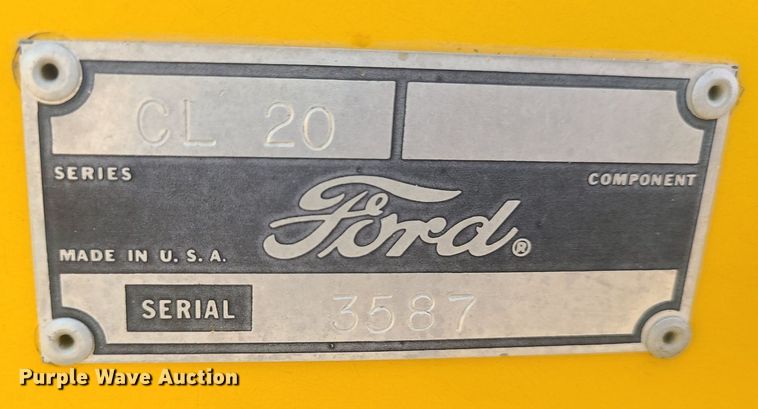 CL 20
SERIES
COMPONENT
Ford®
MADE IN U.S.A.
SERIAL 3587
Purple Wave Auction